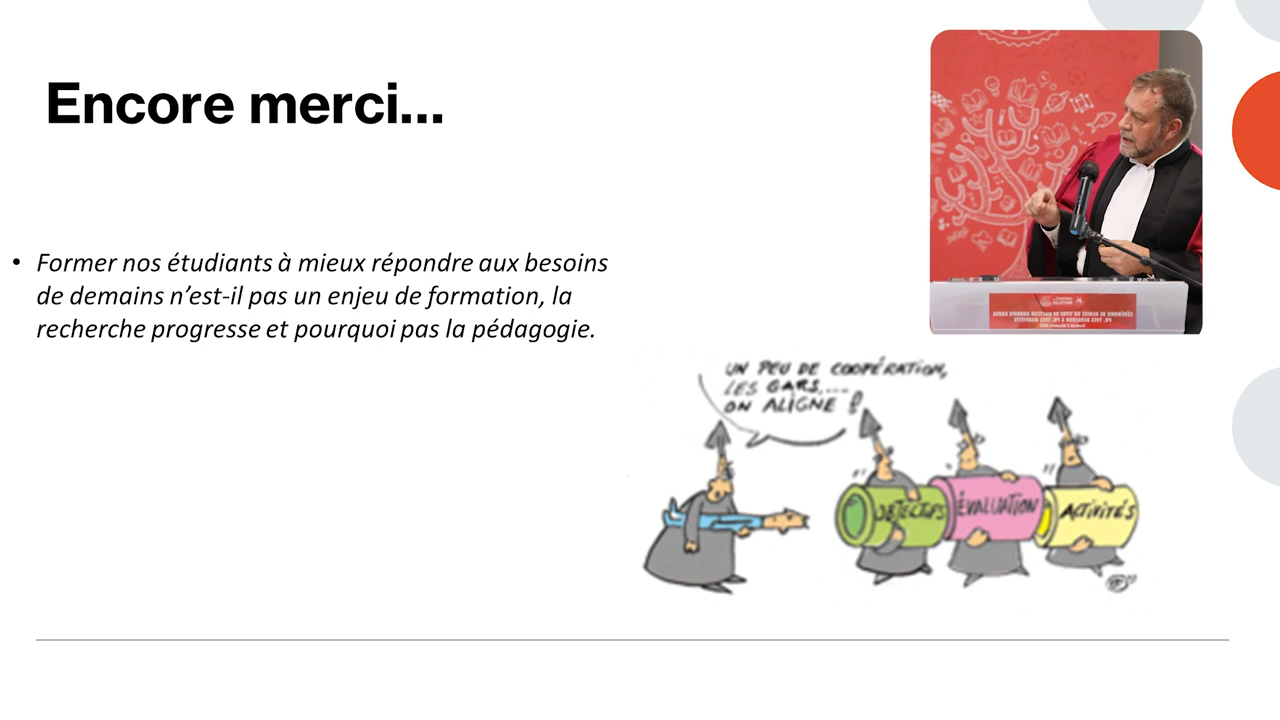 Encore merci...
• Former nos étudiants à mieux répondre aux besoins
de demains n'est-il pas un enjeu de formation, la
recherche progresse et pourquoi pas la pédagogie.
UN PEU DE COOPÉRATION,
LES GARS,....
ON ALIGNE !
OBJECTIFS
ÉVALUATION
ACTIVITÉS